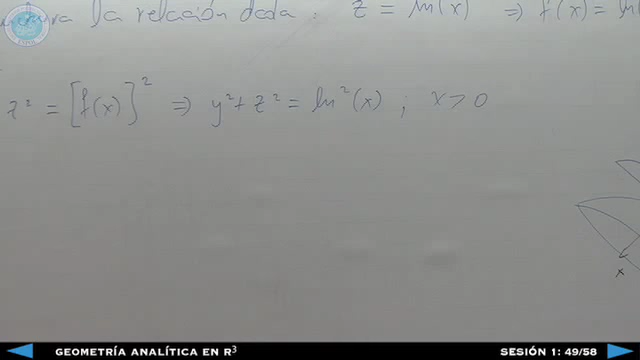 la relación dada : z = ln(x) ⇒ f(x) = ln
z² = [f(x)]² ⇒ y² + z² = ln²(x) ; x > 0
x
GEOMETRÍA ANALÍTICA EN R³
SESIÓN 1: 49/58